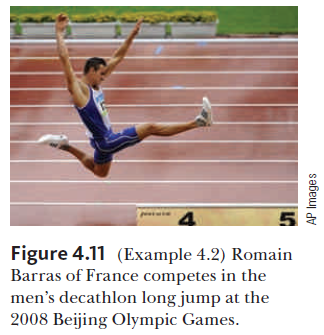 4
5
AP Images
Figure 4.11 (Example 4.2) Romain
Barras of France competes in the
men's decathlon long jump at the
2008 Beijing Olympic Games.